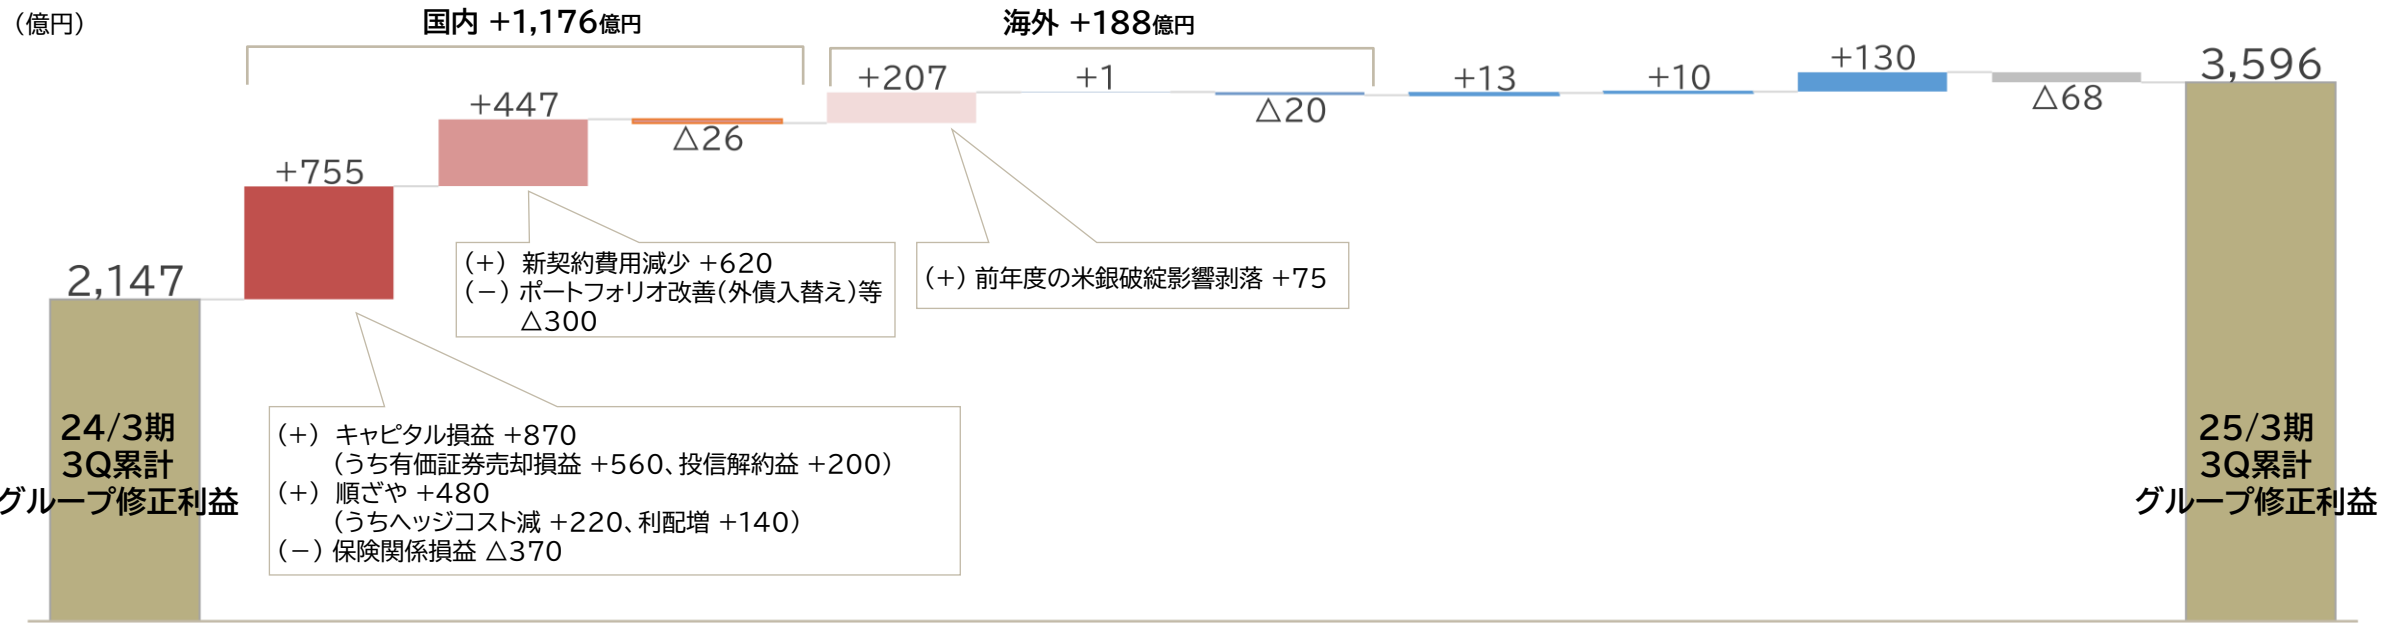 （億円）
国内 +1,176億円
海外 +188億円
2,147
+755
+447
△26
+207
+1
△20
+13
+10
+130
△68
3,596
（+） 新契約費用減少 +620
（－） ポートフォリオ改善（外債入替え）等
△300
（+） 前年度の米銀破綻影響剥落 +75
（+） キャピタル損益 +870
（うち有価証券売却損益 +560、投信解約益 +200）
（+） 順ざや +480
（うちヘッジコスト減 +220、利配増 +140）
（－） 保険関係損益 △370
24/3期
3Q累計
グループ修正利益
25/3期
3Q累計
グループ修正利益